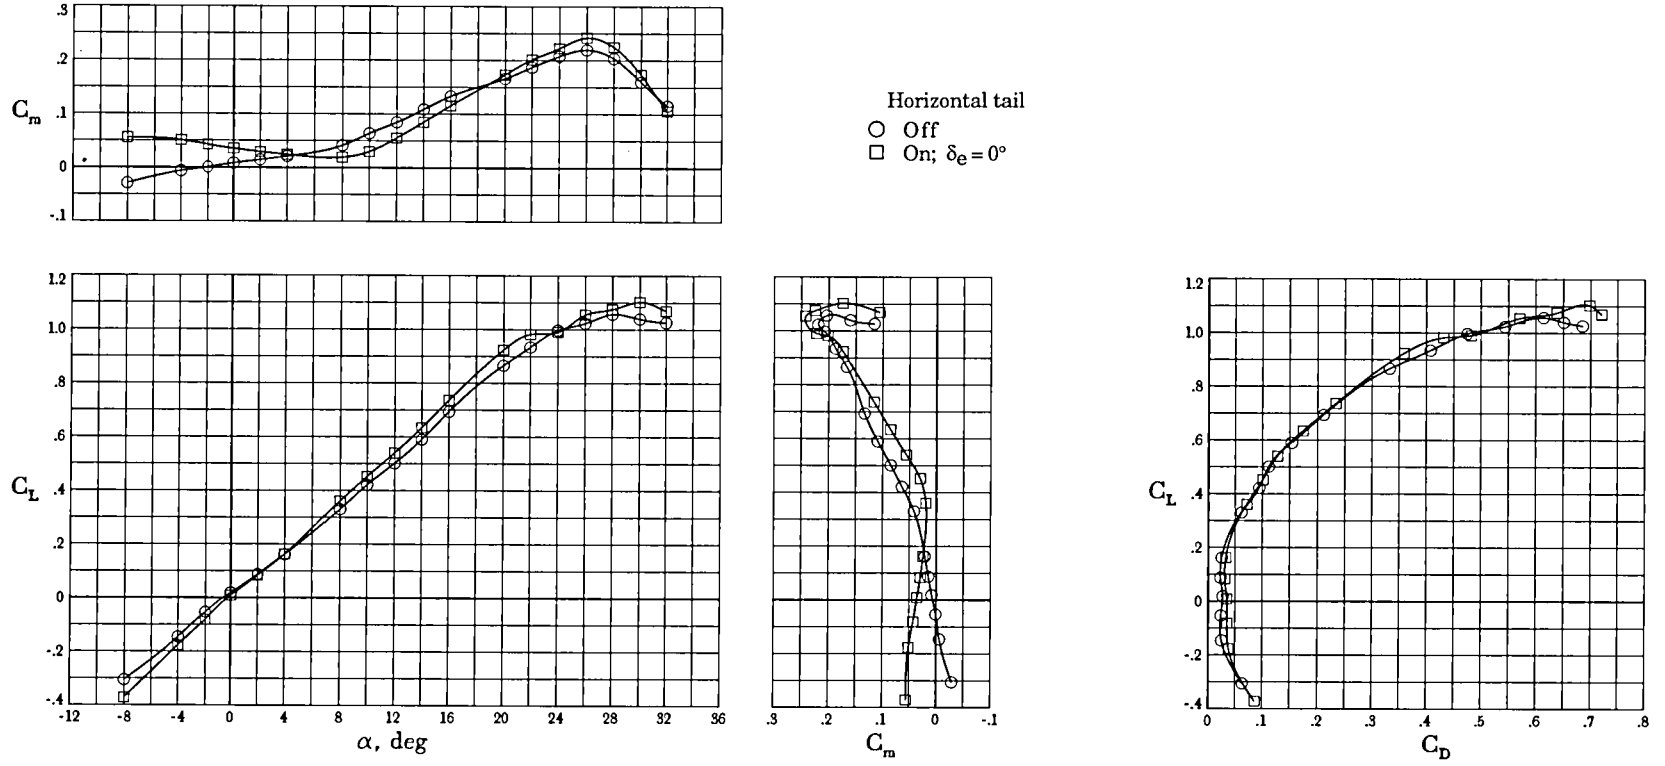 .3
.2
C_m
.1
0
-.1
Horizontal tail
Off
On; δe = 0°
1.2
1.0
.8
.6
C_L
.4
.2
0
-.2
-.4
-12 -8 -4 0 4 8 12 16 20 24 28 32 36
α, deg
.3 .2 .1 0 -.1
C_m
1.2
1.0
.8
.6
C_L
.4
.2
0
-.2
-.4
0 .1 .2 .3 .4 .5 .6 .7 .8
C_D